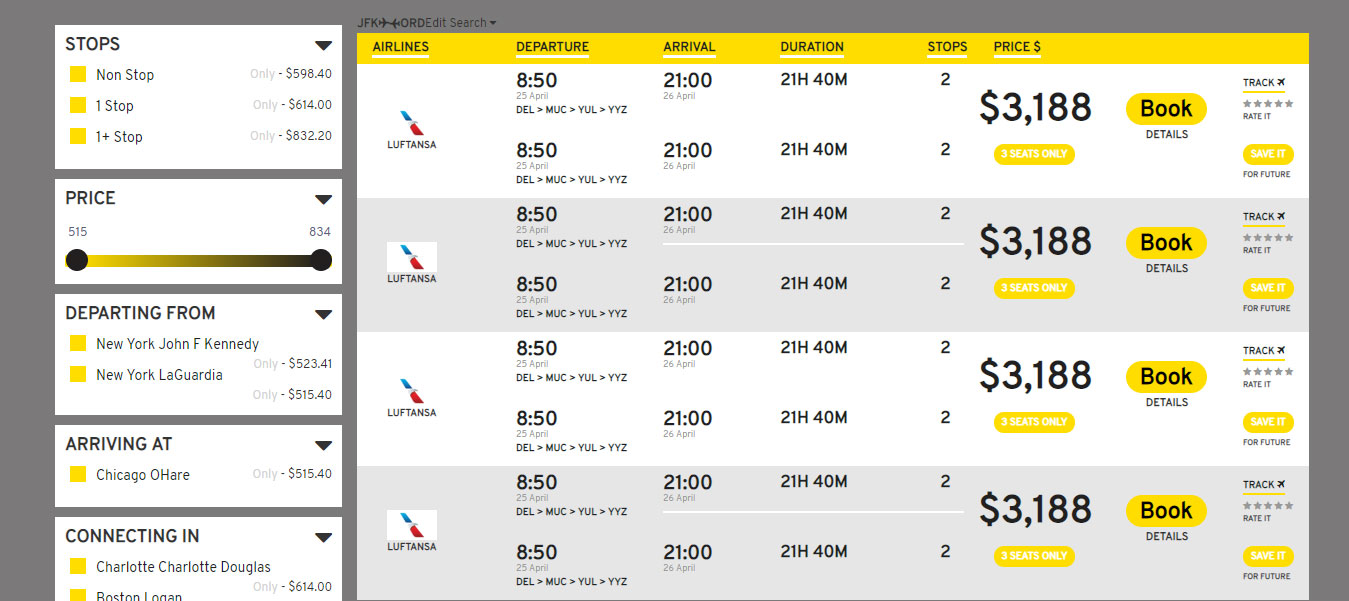 JFK ORD Edit Search
STOPS
Non Stop Only - $598.40
1 Stop Only - $614.00
1+ Stop Only - $832.20
PRICE
515 834
DEPARTING FROM
New York John F Kennedy
Only - $523.41
New York LaGuardia
Only - $515.40
ARRIVING AT
Chicago OHare Only - $515.40
CONNECTING IN
Charlotte Charlotte Douglas
Only - $614.00
Boston Logan
AIRLINES DEPARTURE ARRIVAL DURATION STOPS PRICE $
8:50 21:00 21H 40M 2
25 April 26 April
DEL > MUC > YUL > YYZ
LUFTANSA
8:50 21:00 21H 40M 2
25 April 26 April
DEL > MUC > YUL > YYZ
$3,188
3 SEATS ONLY
Book
DETAILS
TRACK
RATE IT
SAVE IT
FOR FUTURE
8:50 21:00 21H 40M 2
25 April 26 April
DEL > MUC > YUL > YYZ
LUFTANSA
8:50 21:00 21H 40M 2
25 April 26 April
DEL > MUC > YUL > YYZ
$3,188
3 SEATS ONLY
Book
DETAILS
TRACK
RATE IT
SAVE IT
FOR FUTURE
8:50 21:00 21H 40M 2
25 April 26 April
DEL > MUC > YUL > YYZ
LUFTANSA
8:50 21:00 21H 40M 2
25 April 26 April
DEL > MUC > YUL > YYZ
$3,188
3 SEATS ONLY
Book
DETAILS
TRACK
RATE IT
SAVE IT
FOR FUTURE
8:50 21:00 21H 40M 2
25 April 26 April
DEL > MUC > YUL > YYZ
LUFTANSA
8:50 21:00 21H 40M 2
25 April 26 April
DEL > MUC > YUL > YYZ
$3,188
3 SEATS ONLY
Book
DETAILS
TRACK
RATE IT
SAVE IT
FOR FUTURE